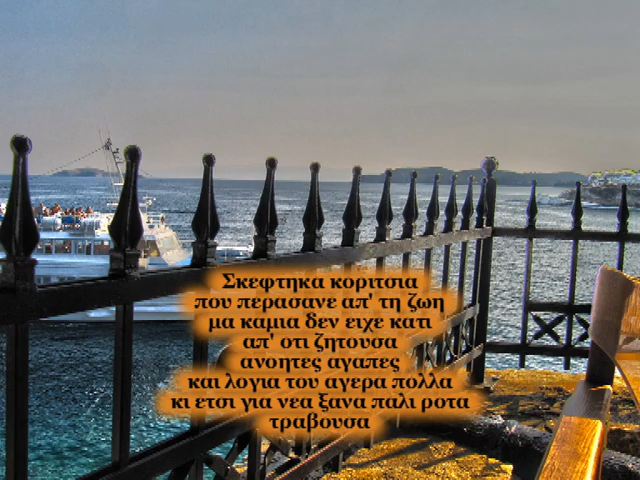 Σκεφτηκα κοριτσια
που περασανε απ' τη ζωη
μα καμια δεν ειχε κατι
απ' οτι ζητουσα
ανοητες αγαπες
και λογια του αγερα πολλα
κι ετσι για νεα ξανα παλι ροτα
τραβουσα